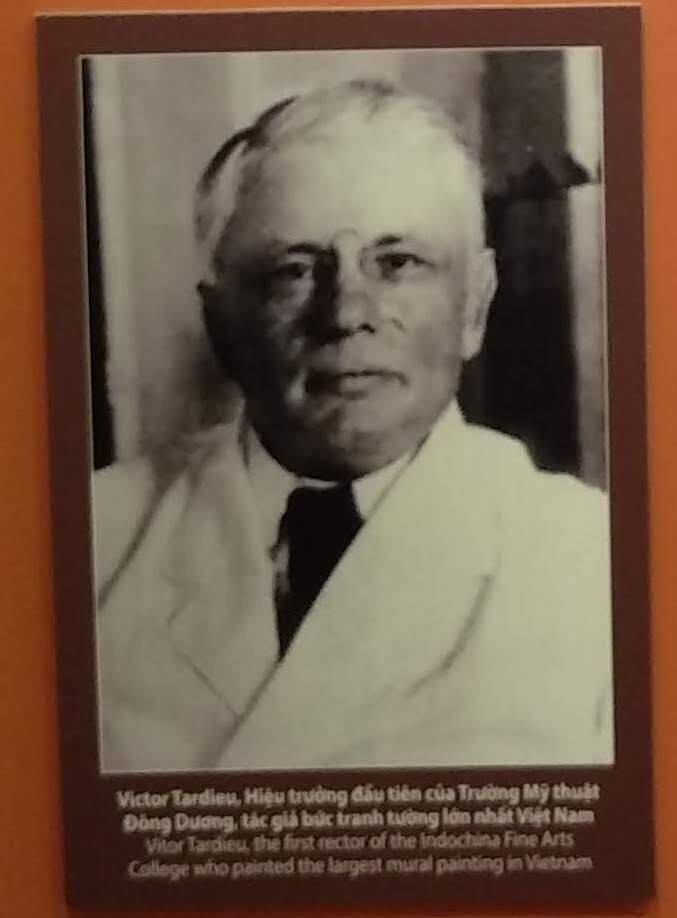 Victor Tardieu, Hiệu trưởng đầu tiên của Trường Mỹ thuật
Đông Dương, tác giả bức tranh tường lớn nhất Việt Nam
Vitor Tardieu, the first rector of the Indochina Fine Arts
College who painted the largest mural painting in Vietnam